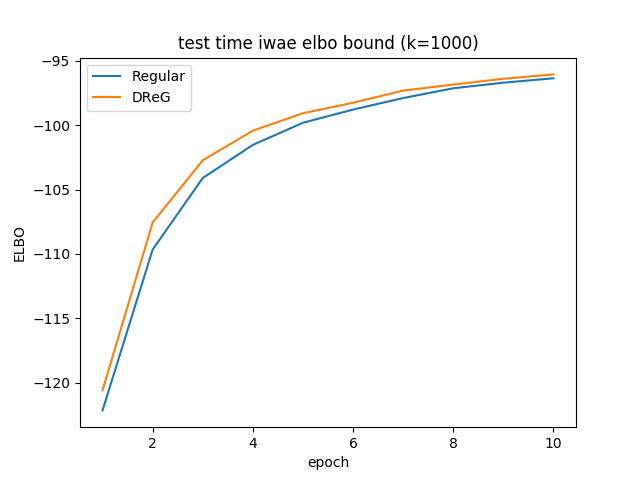 test time iwae elbo bound (k=1000)
Regular
DReG
−95
−100
−105
−110
−115
−120
ELBO
2
4
6
8
10
epoch